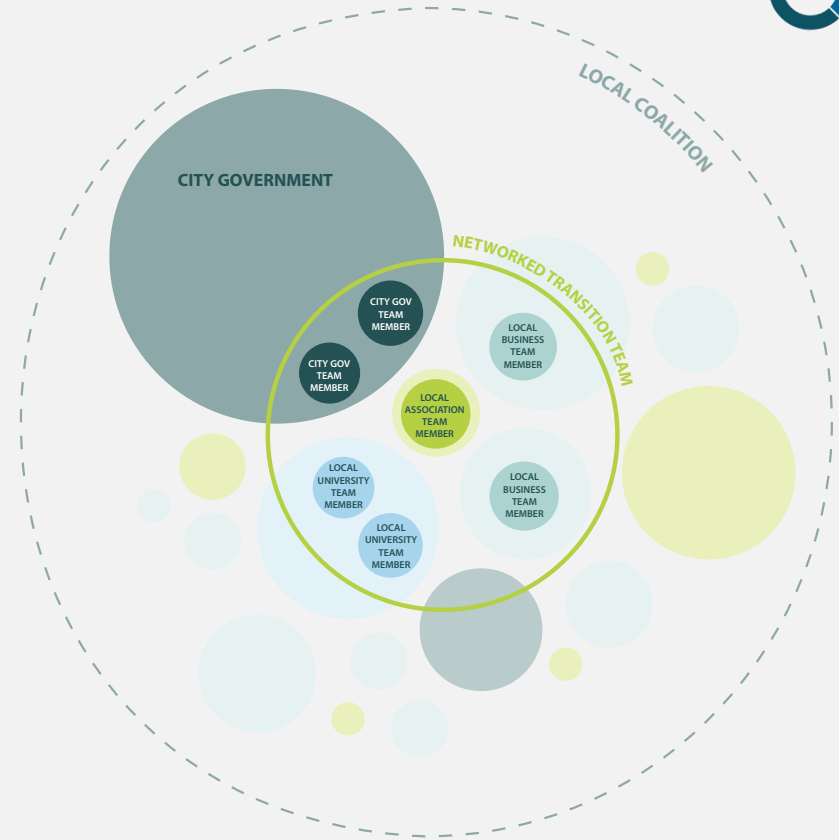 LOCAL COALITION
CITY GOVERNMENT
NETWORKED TRANSITION TEAM
CITY GOV
TEAM
MEMBER
LOCAL
BUSINESS
TEAM
MEMBER
CITY GOV
TEAM
MEMBER
LOCAL
ASSOCIATION
TEAM
MEMBER
LOCAL
UNIVERSITY
TEAM
MEMBER
LOCAL
BUSINESS
TEAM
MEMBER
LOCAL
UNIVERSITY
TEAM
MEMBER